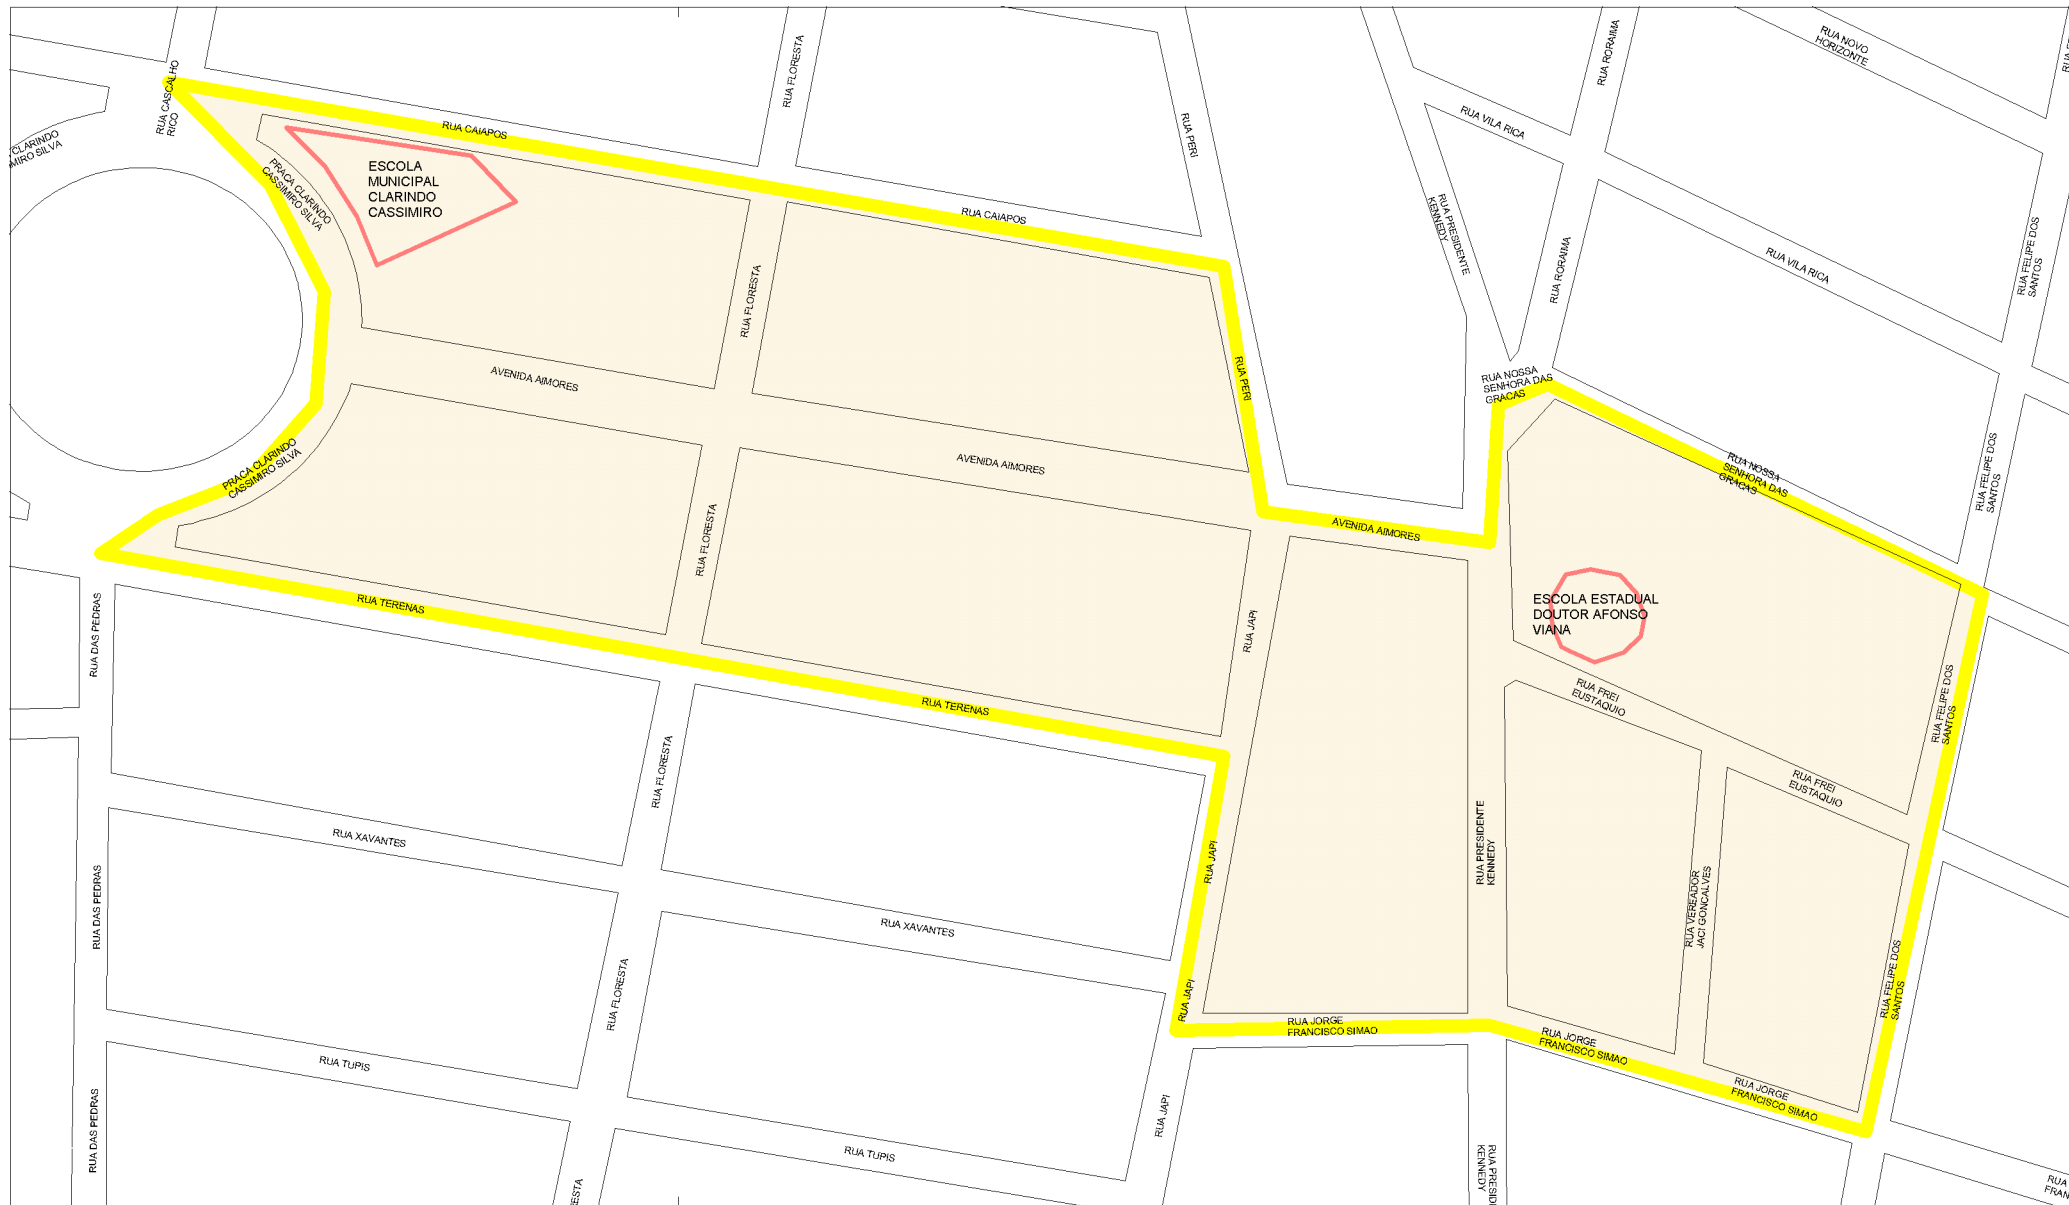 RUA NOVO
HORIZONTE
RUA RORAIMA
RUA FLORESTA
RUA CASCALHO
RICO
CLARINDO
MIRO SILVA
RUA CAIAPOS
RUA PERI
RUA VILA RICA
ESCOLA
MUNICIPAL
CLARINDO
CASSIMIRO
PRACA CLARINDO
CASSIMIRO SILVA
RUA CAIAPOS
RUA PRESIDENTE
KENNEDY
RUA RORAIMA
RUA VILA RICA
RUA FELIPE DOS
SANTOS
RUA FLORESTA
AVENIDA AIMORES
RUA PERI
RUA NOSSA
SENHORA DAS
GRACAS
PRACA CLARINDO
CASSIMIRO SILVA
AVENIDA AIMORES
RUA NOSSA
SENHORA DAS
GRACAS
RUA FELIPE DOS
SANTOS
RUA FLORESTA
AVENIDA AIMORES
RUA TERENAS
RUA DAS PEDRAS
RUA JAPI
ESCOLA ESTADUAL
DOUTOR AFONSO
VIANA
RUA FREI
EUSTAQUIO
RUA TERENAS
RUA FELIPE DOS
SANTOS
RUA FLORESTA
RUA FREI
EUSTAQUIO
RUA XAVANTES
RUA JAPI
RUA PRESIDENTE
KENNEDY
RUA VEREADOR
JACI GONCALVES
RUA DAS PEDRAS
RUA XAVANTES
RUA FLORESTA
RUA JAPI
RUA FELIPE DOS
SANTOS
RUA JORGE
FRANCISCO SIMAO
RUA JORGE
FRANCISCO SIMAO
RUA TUPIS
RUA JORGE
FRANCISCO SIMAO
RUA DAS PEDRAS
RUA JAPI
RUA TUPIS
RUA PRESID
KENNEDY
ESTA
RUA
FRAN